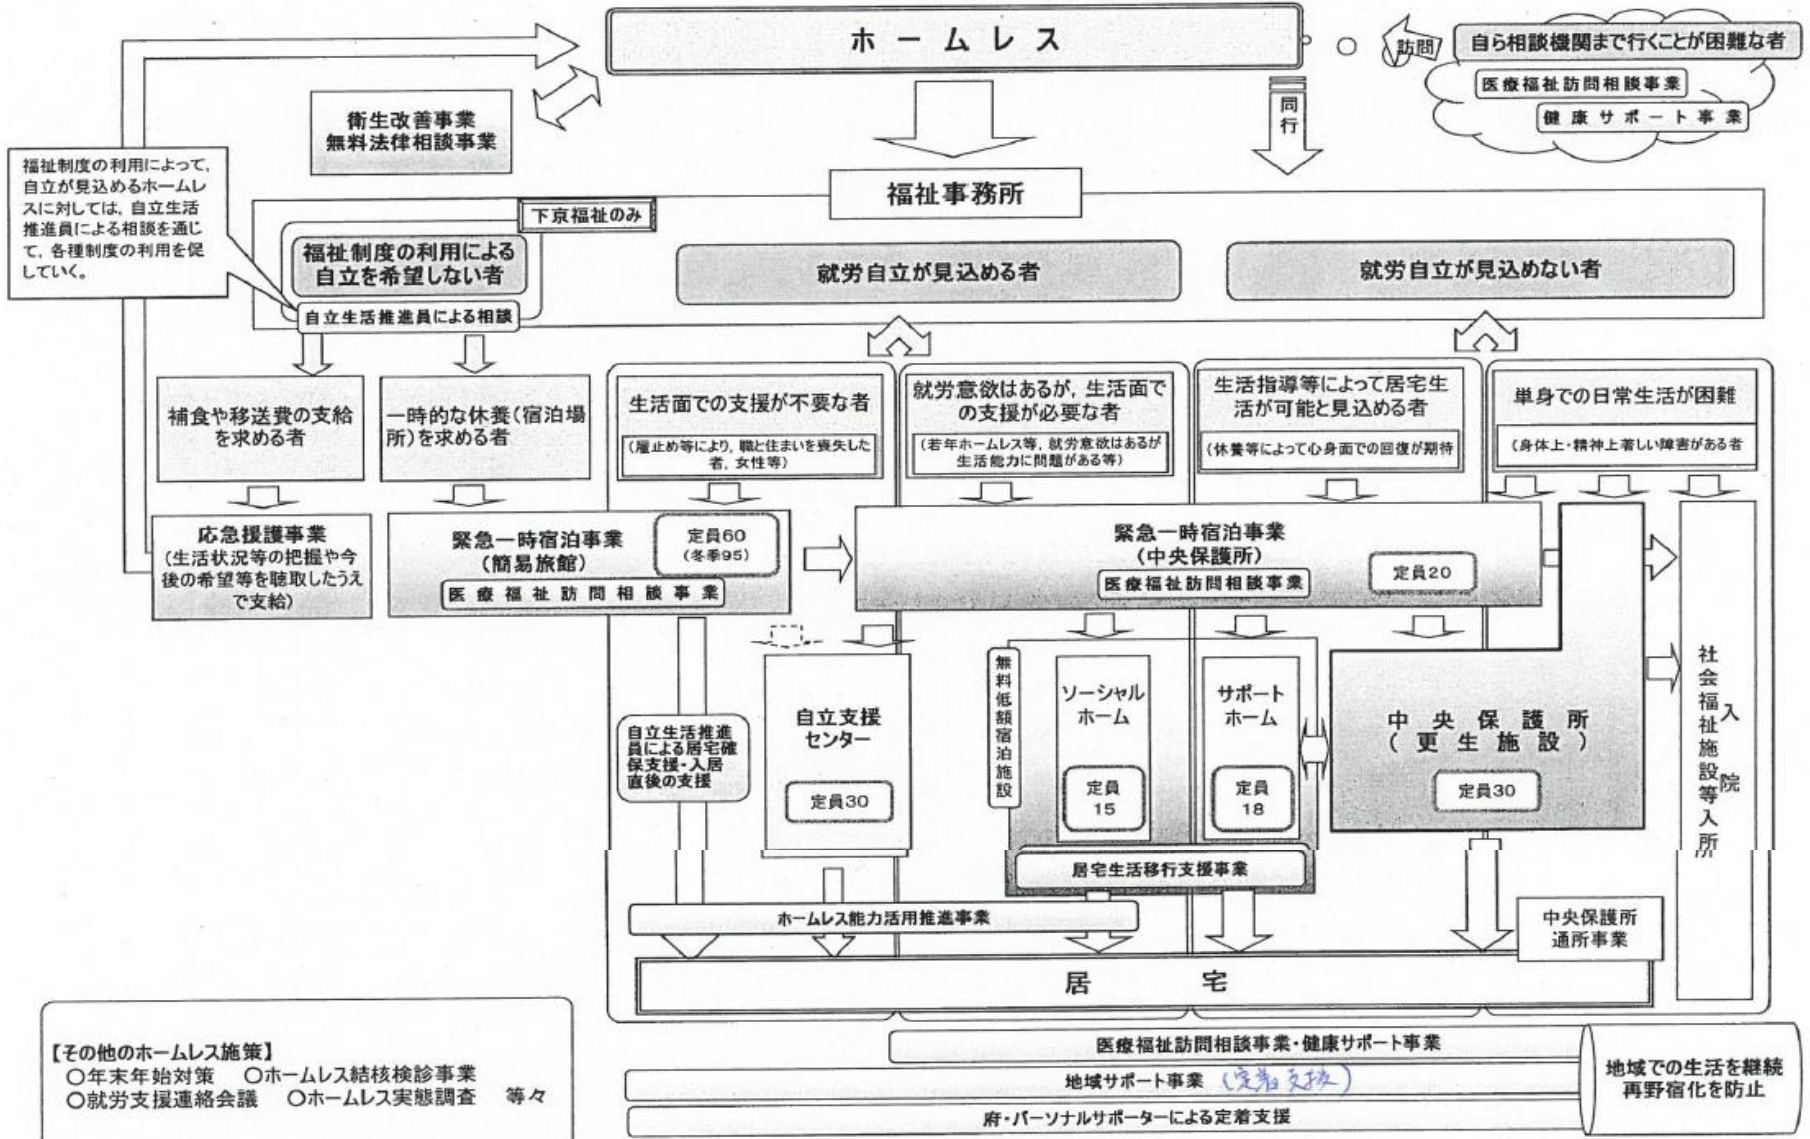 ホームレス
訪問
自ら相談機関まで行くことが困難な者
医療福祉訪問相談事業
健康サポート事業
同行
衛生改善事業
無料法律相談事業
福祉制度の利用によって,
自立が見込めるホームレ
スに対しては,自立生活
推進員による相談を通じ
て,各種制度の利用を促
していく。
福祉事務所
下京福祉のみ
福祉制度の利用による
自立を希望しない者
自立生活推進員による相談
就労自立が見込める者
就労自立が見込めない者
補食や移送費の支給
を求める者
一時的な休養(宿泊場
所)を求める者
生活面での支援が不要な者
(雇止め等により,職と住まいを喪失した
者,女性等)
就労意欲はあるが,生活面で
の支援が必要な者
(若年ホームレス等,就労意欲はあるが
生活能力に問題がある等)
生活指導等によって居宅生
活が可能と見込める者
(休養等によって心身面での回復が期待
単身での日常生活が困難
(身体上・精神上著しい障害がある者
応急援護事業
(生活状況等の把握や今
後の希望等を聴取したうえ
で支給)
緊急一時宿泊事業
(簡易旅館)
定員60
(冬季95)
医療福祉訪問相談事業
緊急一時宿泊事業
(中央保護所)
医療福祉訪問相談事業
定員20
自立生活推進
員による居宅確
保支援・入居
直後の支援
自立支援
センター
定員30
無料低額宿泊施設
ソーシャル
ホーム
定員
15
サポート
ホーム
定員
18
中央保護所
(更生施設)
定員30
社会福祉施設等入所
入院
居宅生活移行支援事業
ホームレス能力活用推進事業
中央保護所
通所事業
居宅
【その他のホームレス施策】
○年末年始対策 ○ホームレス結核検診事業
○就労支援連絡会議 ○ホームレス実態調査 等々
医療福祉訪問相談事業・健康サポート事業
地域サポート事業 (定着支援)
府・パーソナルサポーターによる定着支援
地域での生活を継続
再野宿化を防止